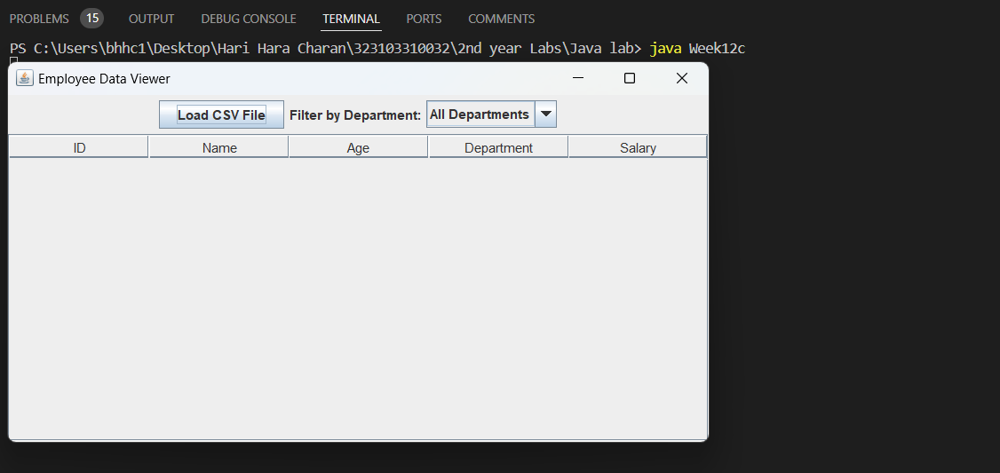 PROBLEMS 15 OUTPUT DEBUG CONSOLE TERMINAL PORTS COMMENTS
PS C:\Users\bhhc1\Desktop\Hari Hara Charan\323103310032\2nd year Labs\Java lab> java Week12c
Employee Data Viewer
Load CSV File Filter by Department: All Departments
ID Name Age Department Salary